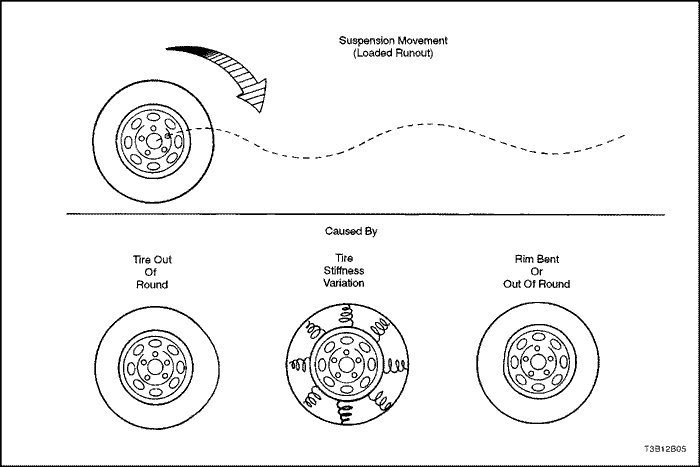 Suspension Movement
(Loaded Runout)
Caused By
Tire Out
Of
Round
Tire
Stiffness
Variation
Rim Bent
Or
Out Of Round
T3B12B05